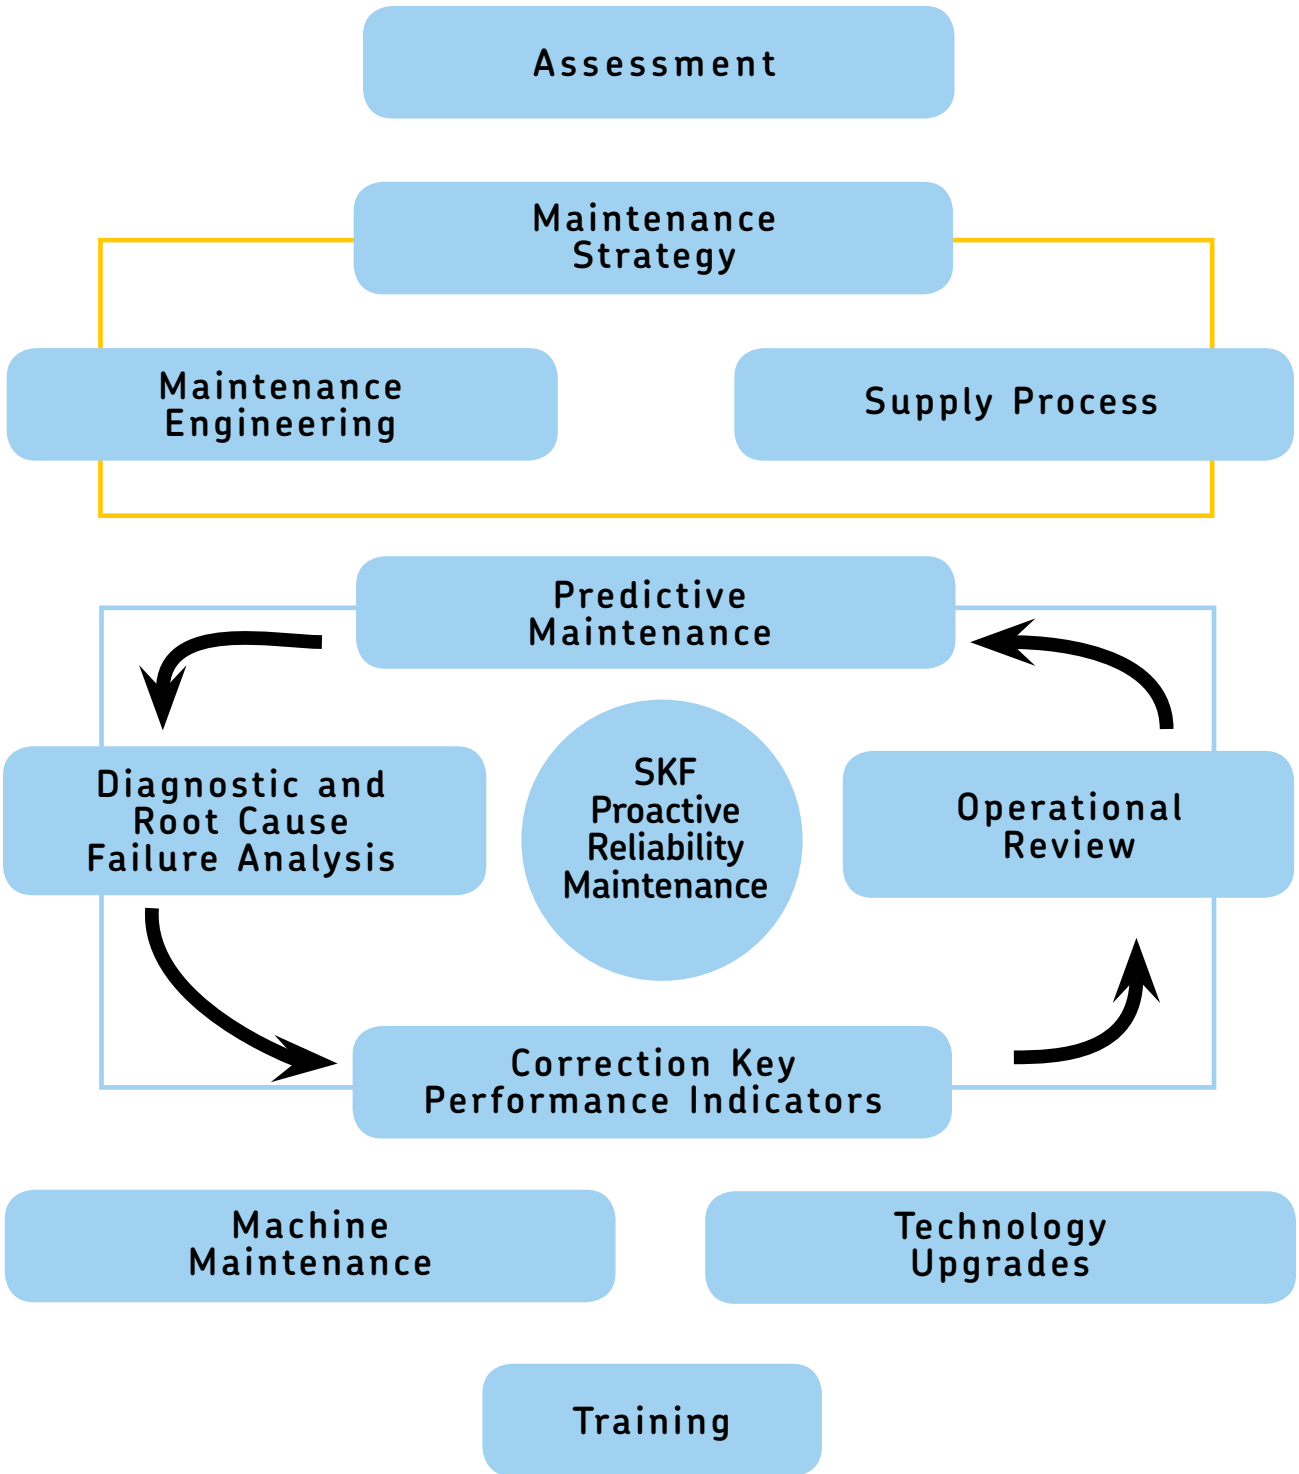 Assessment
Maintenance
Strategy
Maintenance
Engineering
Supply Process
Predictive
Maintenance
Diagnostic and
Root Cause
Failure Analysis
SKF
Proactive
Reliability
Maintenance
Operational
Review
Correction Key
Performance Indicators
Machine
Maintenance
Technology
Upgrades
Training